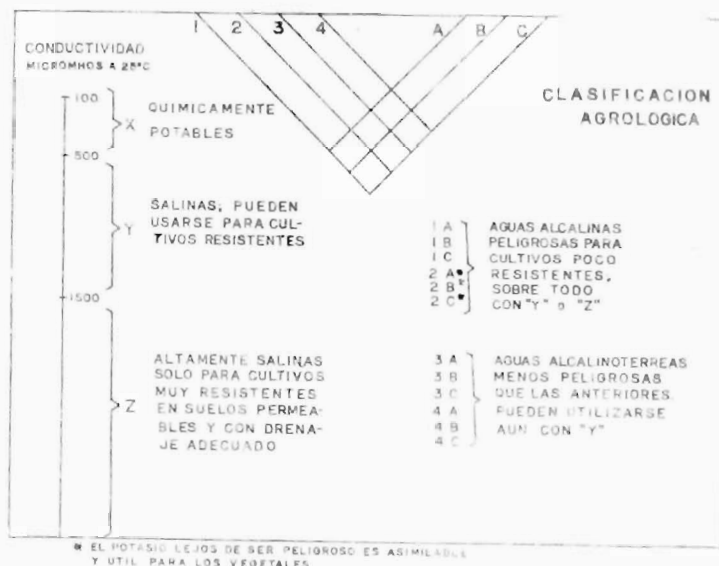 1 2 3 4 A B C
CONDUCTIVIDAD
MICROMHOS A 25°C
CLASIFICACION
AGROLOGICA
100
X
QUIMICAMENTE
POTABLES
500
Y
SALINAS, PUEDEN
USARSE PARA CUL-
TIVOS RESISTENTES
1500
Z
ALTAMENTE SALINAS
SOLO PARA CULTIVOS
MUY RESISTENTES
EN SUELOS PERMEA-
BLES Y CON DRENA-
JE ADECUADO
1 A
1 B
1 C
2 A*
2 B*
2 C*
AGUAS ALCALINAS
PELIGROSAS PARA
CULTIVOS POCO
RESISTENTES,
SOBRE TODO
CON "Y" o "Z"
3 A
3 B
3 C
4 A
4 B
4 C
AGUAS ALCALINOTERREAS
MENOS PELIGROSAS
QUE LAS ANTERIORES
PUEDEN UTILIZARSE
AUN CON "Y"
* EL POTASIO LEJOS DE SER PELIGROSO ES ASIMILABLE
Y UTIL PARA LOS VEGETALES